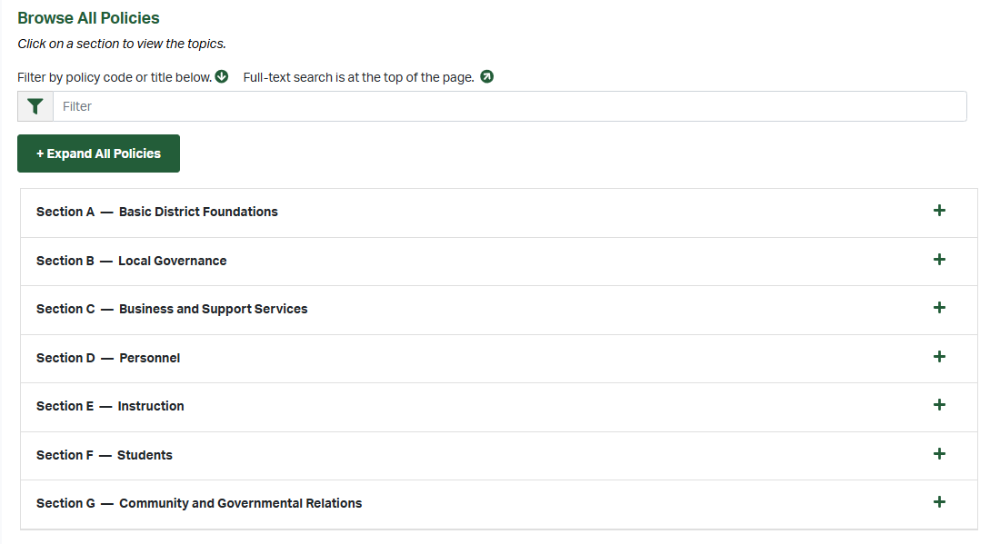 Browse All Policies
Click on a section to view the topics.
Filter by policy code or title below. Full-text search is at the top of the page.
Filter
+ Expand All Policies
Section A — Basic District Foundations
Section B — Local Governance
Section C — Business and Support Services
Section D — Personnel
Section E — Instruction
Section F — Students
Section G — Community and Governmental Relations